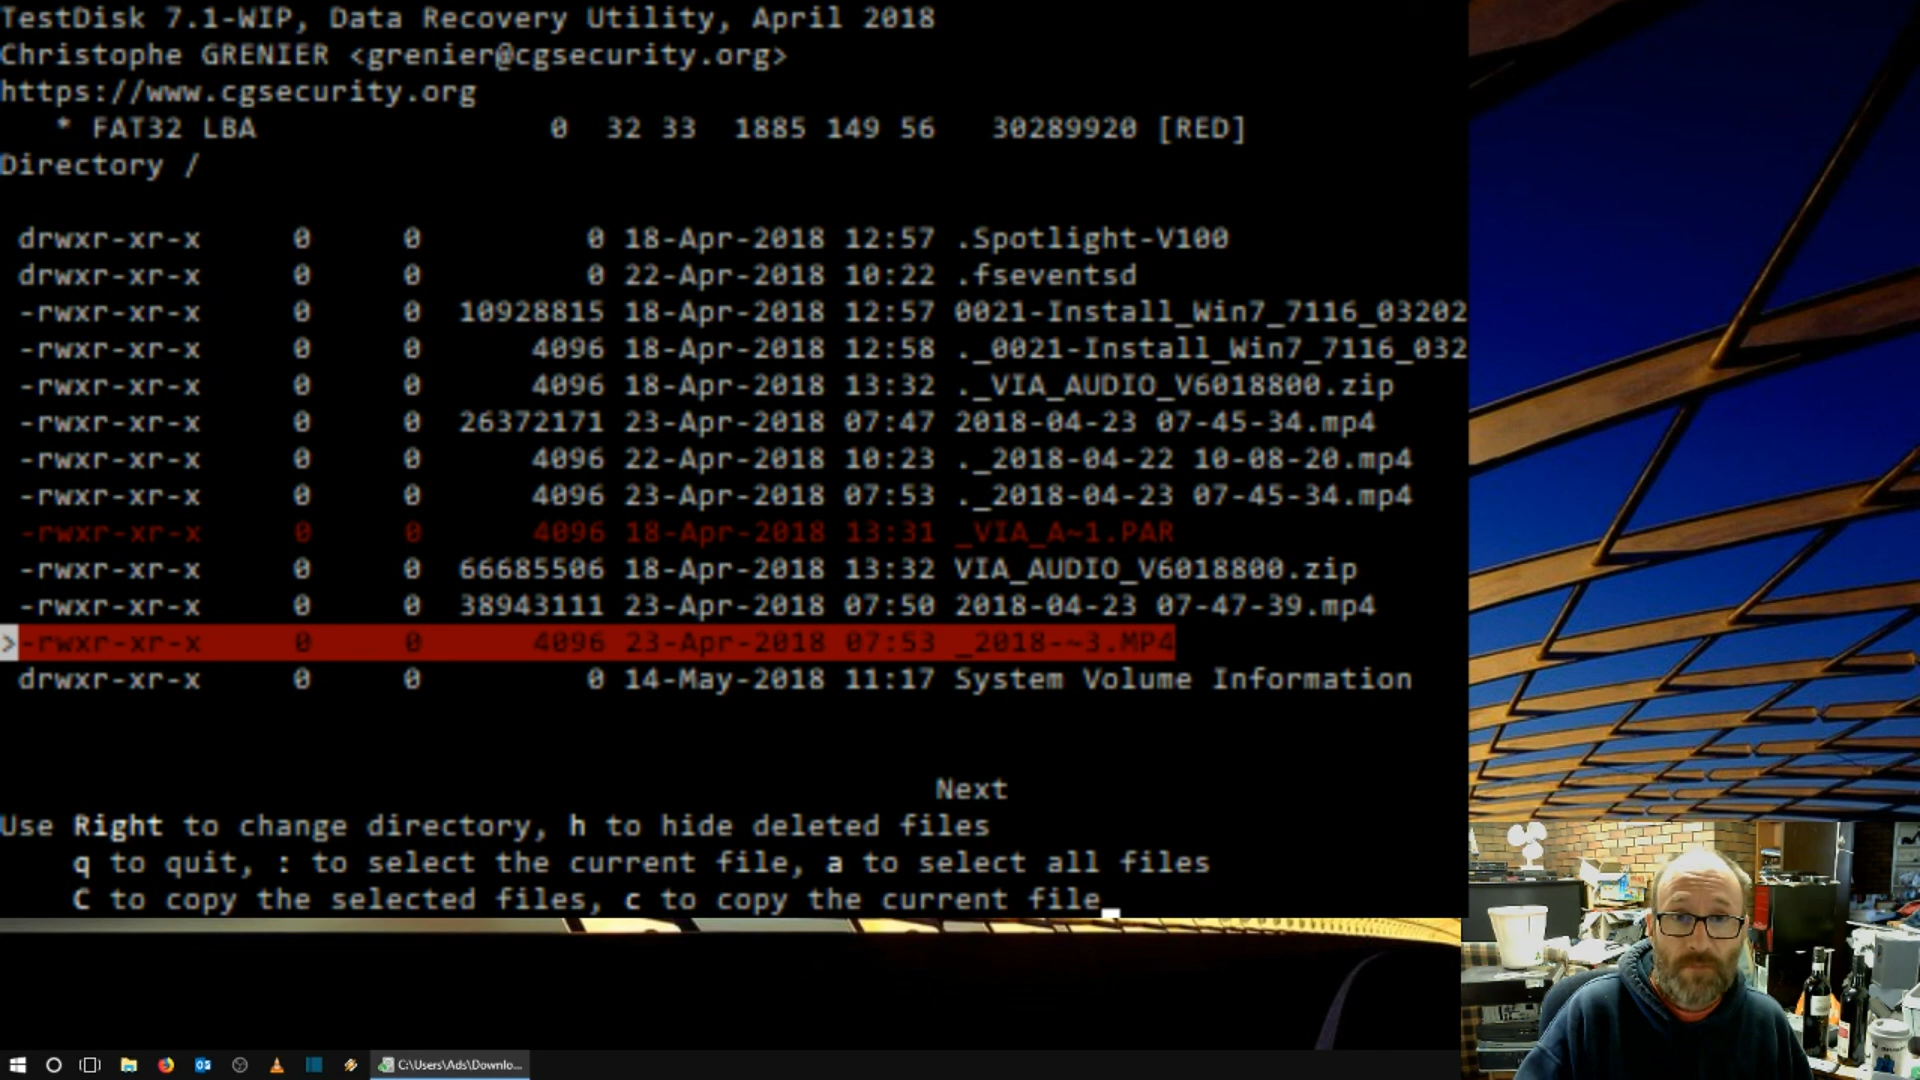 TestDisk 7.1-WIP, Data Recovery Utility, April 2018
Christophe GRENIER <grenier@cgsecurity.org>
https://www.cgsecurity.org
* FAT32 LBA 0 32 33 1885 149 56 30289920 [RED]
Directory /
drwxr-xr-x 0 0 0 18-Apr-2018 12:57 .Spotlight-V100
drwxr-xr-x 0 0 0 22-Apr-2018 10:22 .fseventsd
-rwxr-xr-x 0 0 10928815 18-Apr-2018 12:57 0021-Install_Win7_7116_03202
-rwxr-xr-x 0 0 4096 18-Apr-2018 12:58 ._0021-Install_Win7_7116_032
-rwxr-xr-x 0 0 4096 18-Apr-2018 13:32 ._VIA_AUDIO_V6018800.zip
-rwxr-xr-x 0 0 26372171 23-Apr-2018 07:47 2018-04-23 07-45-34.mp4
-rwxr-xr-x 0 0 4096 22-Apr-2018 10:23 ._2018-04-22 10-08-20.mp4
-rwxr-xr-x 0 0 4096 23-Apr-2018 07:53 ._2018-04-23 07-45-34.mp4
-rwxr-xr-x 0 0 4096 18-Apr-2018 13:31 _VIA_A~1.PAR
-rwxr-xr-x 0 0 66685506 18-Apr-2018 13:32 VIA_AUDIO_V6018800.zip
-rwxr-xr-x 0 0 38943111 23-Apr-2018 07:50 2018-04-23 07-47-39.mp4
>-rwxr-xr-x 0 0 4096 23-Apr-2018 07:53 _2018-~3.MP4
drwxr-xr-x 0 0 0 14-May-2018 11:17 System Volume Information
Next
Use Right to change directory, h to hide deleted files
q to quit, : to select the current file, a to select all files
C to copy the selected files, c to copy the current file
C:\Users\Ads\Downlo...